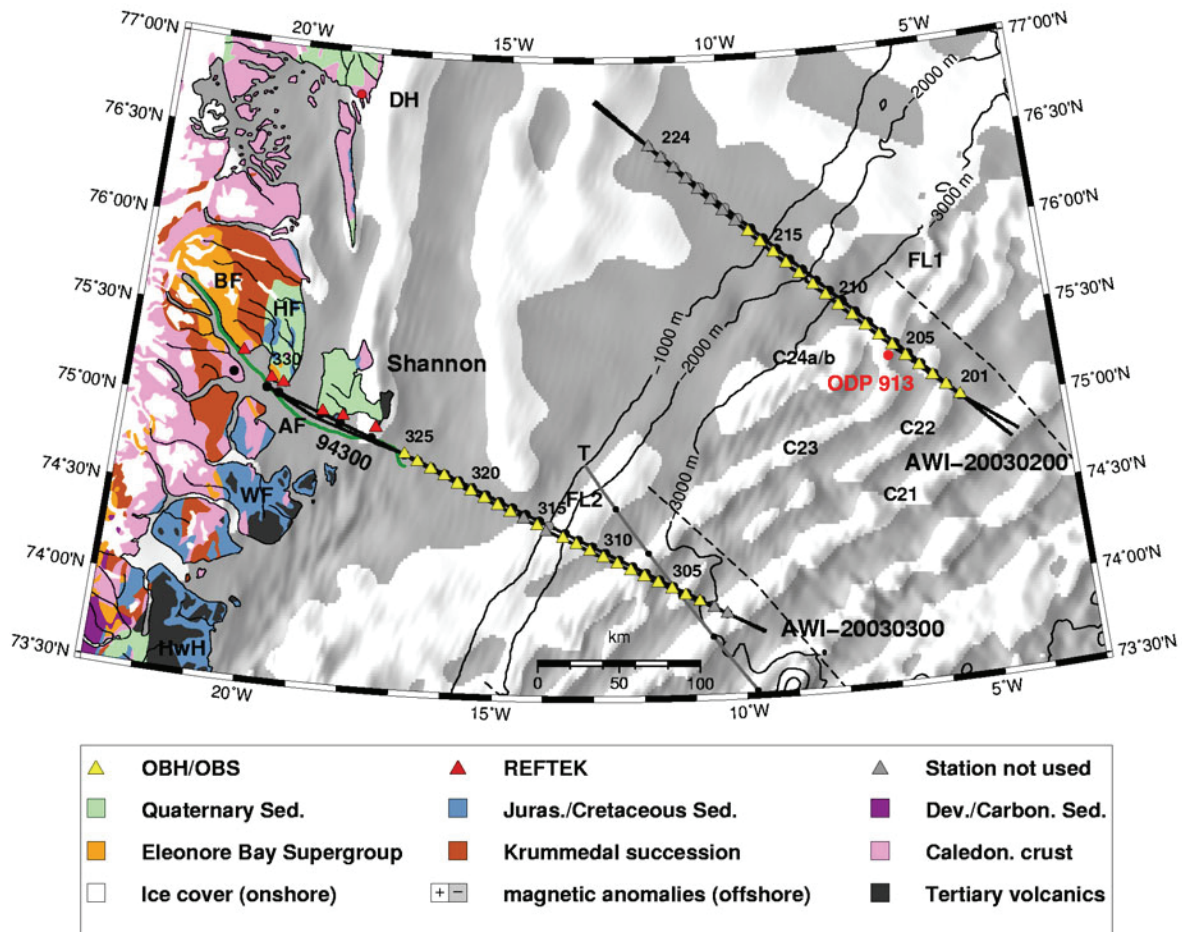 20°W
15°W
10°W
5°W
77°00'N
77°00'N
76°30'N
76°30'N
76°00'N
76°00'N
75°30'N
75°30'N
75°00'N
75°00'N
74°30'N
74°30'N
74°00'N
74°00'N
73°30'N
73°30'N
DH
224
2000 m
3000 m
215
FL1
BF
210
HF
1000 m
2000 m
205
330
Shannon
C24a/b
ODP 913
201
AF
94300
325
C22
C23
T
AWI-20030200
320
3000 m
C21
WF
315
FL2
310
305
km
AWI-20030300
HwH
0 50 100
20°W
15°W
10°W
5°W
OBH/OBS
REFTEK
Station not used
Quaternary Sed.
Juras./Cretaceous Sed.
Dev./Carbon. Sed.
Eleonore Bay Supergroup
Krummedal succession
Caledon. crust
Ice cover (onshore)
+ − magnetic anomalies (offshore)
Tertiary volcanics